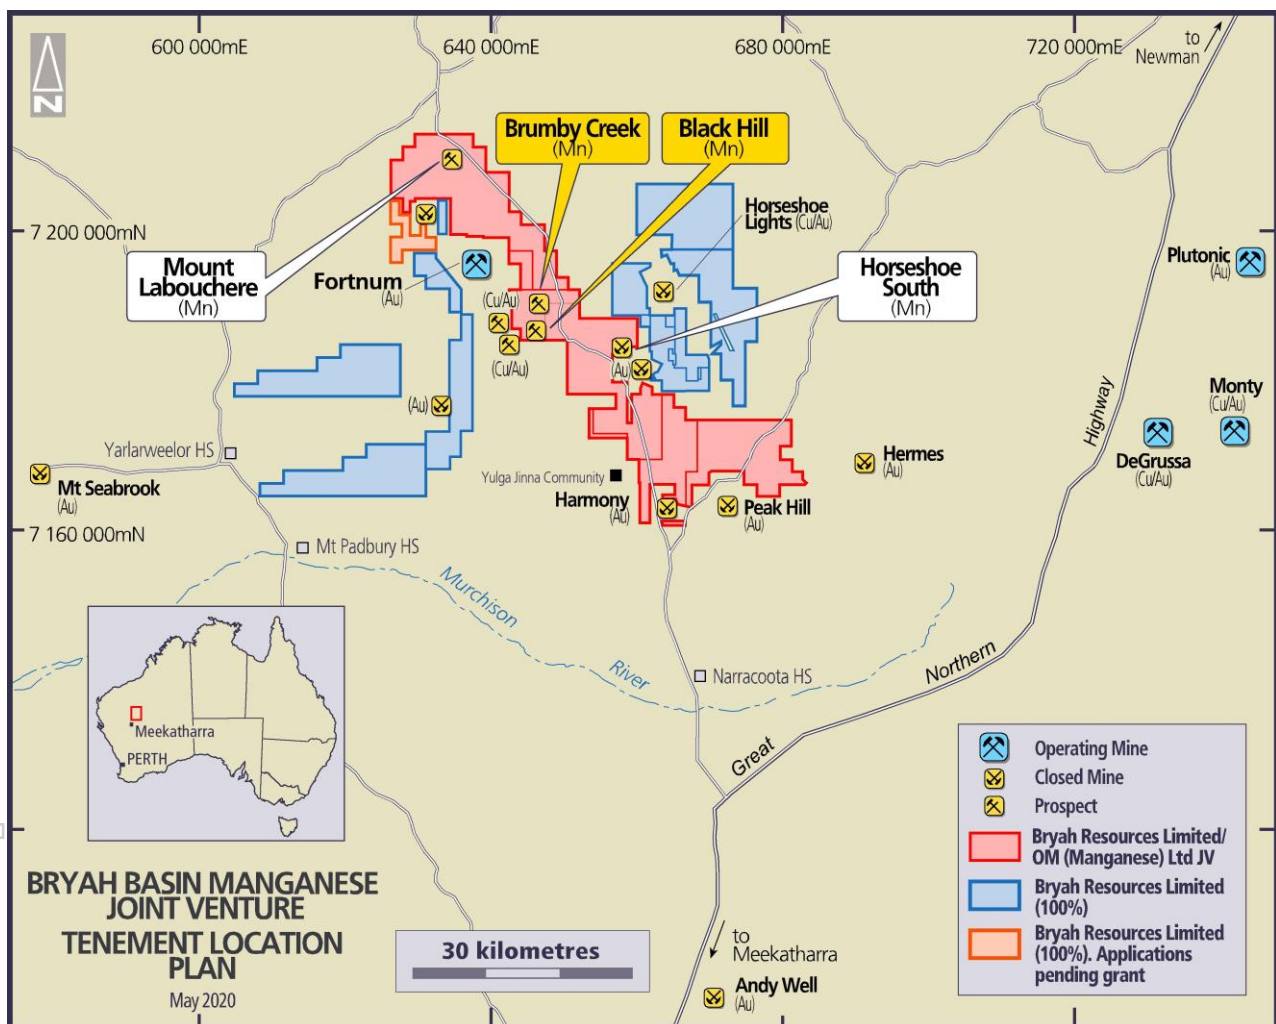 600 000mE
640 000mE
680 000mE
720 000mE
to
Newman
N
Brumby Creek
(Mn)
Black Hill
(Mn)
Horseshoe
Lights (Cu/Au)
7 200 000mN
Mount
Labouchere
(Mn)
Fortnum
(Au)
Horseshoe
South
(Mn)
Plutonic
(Au)
(Cu/Au)
(Cu/Au)
(Au)
(Au)
Highway
Monty
(Cu/Au)
Yarlarweelor HS
Mt Seabrook
(Au)
Yulga Jinna Community
Harmony
(Au)
Peak Hill
(Au)
Hermes
(Au)
DeGrussa
(Cu/Au)
7 160 000mN
Mt Padbury HS
Murchison
River
Narracoota HS
Northern
Great
Meekatharra
PERTH
Operating Mine
Closed Mine
Prospect
Bryah Resources Limited/
OM (Manganese) Ltd JV
Bryah Resources Limited
(100%)
Bryah Resources Limited
(100%). Applications
pending grant
BRYAH BASIN MANGANESE
JOINT VENTURE
TENEMENT LOCATION
PLAN
May 2020
30 kilometres
to
Meekatharra
Andy Well
(Au)